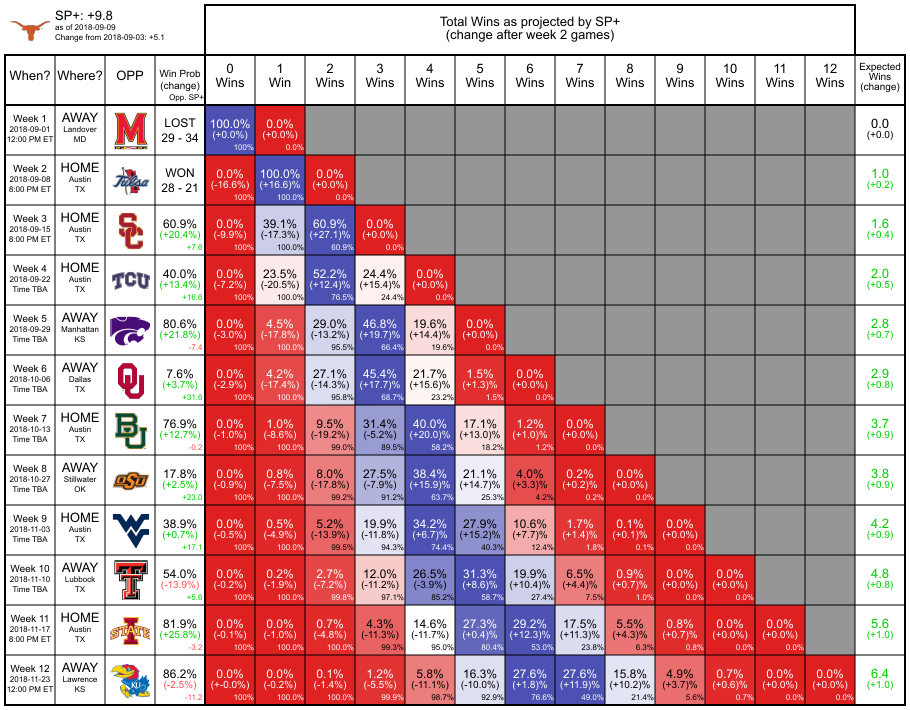 SP+: +9.8
as of 2018-09-09
Change from 2018-09-03: +5.1
Total Wins as projected by SP+
(change after week 2 games)
When? Where? OPP Win Prob (change) Opp. SP+ 0 Wins 1 Win 2 Wins 3 Wins 4 Wins 5 Wins 6 Wins 7 Wins 8 Wins 9 Wins 10 Wins 11 Wins 12 Wins Expected Wins (change)
Week 1 AWAY M LOST 100.0% 0.0% 0.0
2018-09-01 Landover 29 - 34 (+0.0%) (+0.0%) (+0.0)
12:00 PM ET MD 100% 0.0%
Week 2 HOME Tulsa WON 0.0% 100.0% 0.0% 1.0
2018-09-08 Austin 28 - 21 (-16.6%) (+16.6)% (+0.0%) (+0.2)
8:00 PM ET TX 100% 100.0% 0.0%
Week 3 HOME SC 60.9% 0.0% 39.1% 60.9% 0.0% 1.6
2018-09-15 Austin (+20.4%) (-9.9%) (-17.3%) (+27.1)% (+0.0%) (+0.4)
8:00 PM ET TX +7.6 100% 100.0% 60.9% 0.0%
Week 4 HOME TCU 40.0% 0.0% 23.5% 52.2% 24.4% 0.0% 2.0
2018-09-22 Austin (+13.4%) (-7.2%) (-20.5%) (+12.4)% (+15.4%) (+0.0%) (+0.5)
Time TBA TX +16.6 100% 100.0% 76.5% 24.4% 0.0%
Week 5 AWAY 80.6% 0.0% 4.5% 29.0% 46.8% 19.6% 0.0% 2.8
2018-09-29 Manhattan (+21.8%) (-3.0%) (-17.8%) (-13.2%) (+19.7)% (+14.4%) (+0.0%) (+0.7)
Time TBA KS -7.4 100% 100.0% 95.5% 66.4% 19.6% 0.0%
Week 6 AWAY OU 7.6% 0.0% 4.2% 27.1% 45.4% 21.7% 1.5% 0.0% 2.9
2018-10-06 Dallas (+3.7%) (-2.9%) (-17.4%) (-14.3%) (+17.7)% (+15.6%) (+1.3)% (+0.0%) (+0.8)
Time TBA TX +31.6 100% 100.0% 95.8% 68.7% 23.2% 1.5% 0.0%
Week 7 HOME BU 76.9% 0.0% 1.0% 9.5% 31.4% 40.0% 17.1% 1.2% 0.0% 3.7
2018-10-13 Austin (+12.7%) (-1.0%) (-8.6%) (-19.2%) (-5.2%) (+20.0)% (+13.0)% (+1.0)% (+0.0%) (+0.9)
Time TBA TX -0.2 100% 100.0% 99.0% 89.5% 58.2% 18.2% 1.2% 0.0%
Week 8 AWAY OSU 17.8% 0.0% 0.8% 8.0% 27.5% 38.4% 21.1% 4.0% 0.2% 0.0% 3.8
2018-10-27 Stillwater (+2.5%) (-0.9%) (-7.5%) (-17.8%) (-7.9%) (+15.9)% (+14.7)% (+3.3)% (+0.2)% (+0.0%) (+0.9)
Time TBA OK +23.0 100% 100.0% 99.2% 91.2% 63.7% 25.3% 4.2% 0.2% 0.0%
Week 9 HOME WV 38.9% 0.0% 0.5% 5.2% 19.9% 34.2% 27.9% 10.6% 1.7% 0.1% 0.0% 4.2
2018-11-03 Austin (+0.7%) (-0.5%) (-4.9%) (-13.9%) (-11.8%) (+6.7)% (+15.2)% (+7.7)% (+1.4)% (+0.1)% (+0.0%) (+0.9)
Time TBA TX +17.1 100% 100.0% 99.5% 94.3% 74.4% 40.3% 12.4% 1.8% 0.1% 0.0%
Week 10 AWAY T 54.0% 0.0% 0.2% 2.7% 12.0% 26.5% 31.3% 19.9% 6.5% 0.9% 0.0% 0.0% 4.8
2018-11-10 Lubbock (-13.9%) (-0.2%) (-1.9%) (-7.2%) (-11.2%) (-3.9%) (+8.6)% (+10.4)% (+4.4)% (+0.7)% (+0.0)% (+0.0%) (+0.8)
Time TBA TX +5.6 100% 100.0% 99.8% 97.1% 85.2% 58.7% 27.4% 7.5% 1.0% 0.0% 0.0%
Week 11 HOME I STATE 81.9% 0.0% 0.0% 0.7% 4.3% 14.6% 27.3% 29.2% 17.5% 5.5% 0.8% 0.0% 0.0% 5.6
2018-11-17 Austin (+25.8%) (-0.1%) (-1.0%) (-4.8%) (-11.3%) (-11.7%) (+0.4)% (+12.3)% (+11.3)% (+4.3)% (+0.7)% (+0.0)% (+0.0%) (+1.0)
8:00 PM ET TX -3.2 100% 100.0% 100.0% 99.3% 95.0% 80.4% 53.0% 23.8% 6.3% 0.8% 0.0% 0.0%
Week 12 AWAY KU 86.2% 0.0% 0.0% 0.1% 1.2% 5.8% 16.3% 27.6% 27.6% 15.8% 4.9% 0.7% 0.0% 0.0% 6.4
2018-11-23 Lawrence (-2.5%) (+0.0%) (-0.2%) (-1.4%) (-5.5%) (-11.1%) (-10.0%) (+1.8)% (+11.9)% (+10.2)% (+3.7)% (+0.6)% (+0.0)% (+0.0%) (+1.0)
12:00 PM ET KS -11.2 100% 100.0% 100.0% 99.9% 98.7% 92.9% 76.6% 49.0% 21.4% 5.6% 0.7% 0.0% 0.0%